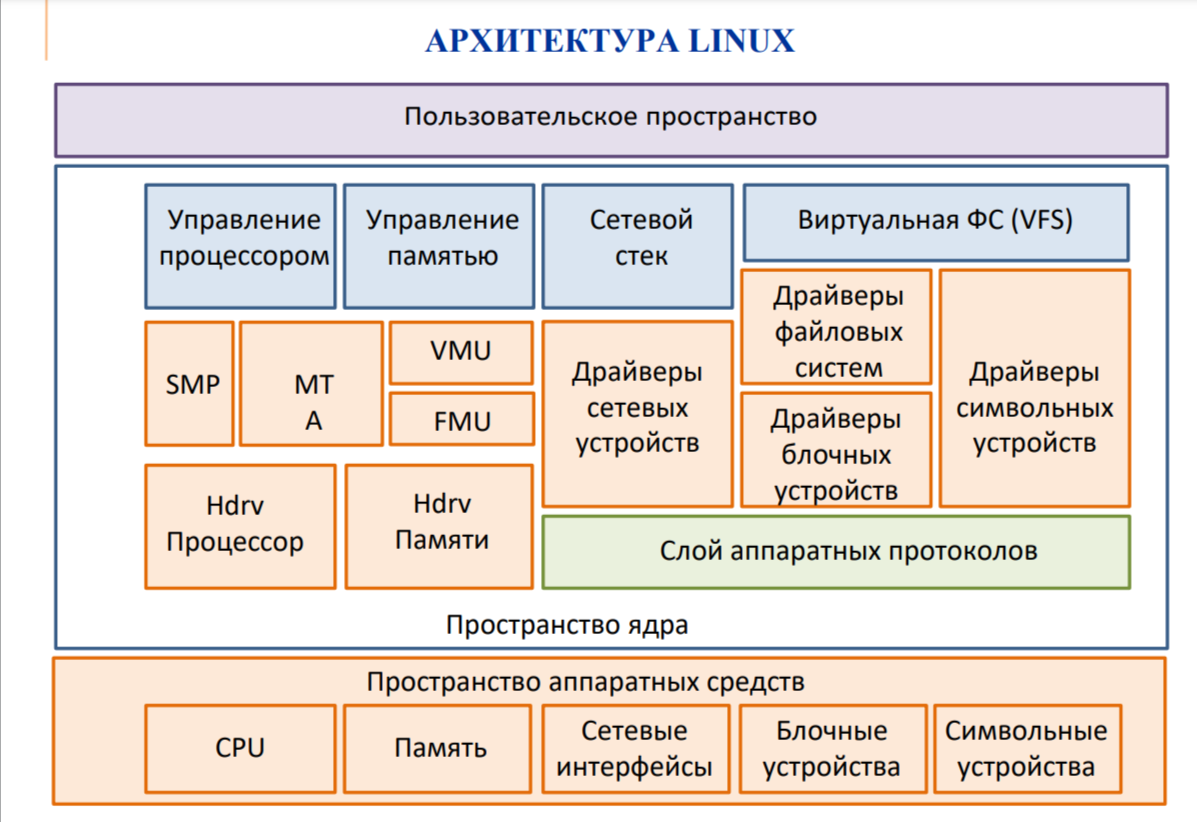 АРХИТЕКТУРА LINUX
Пользовательское пространство
Управление
процессором
Управление
памятью
Сетевой
стек
Виртуальная ФС (VFS)
SMP
MT
A
VMU
FMU
Драйверы
сетевых
устройств
Драйверы
файловых
систем
Драйверы
блочных
устройств
Драйверы
символьных
устройств
Hdrv
Процессор
Hdrv
Памяти
Слой аппаратных протоколов
Пространство ядра
Пространство аппаратных средств
CPU
Память
Сетевые
интерфейсы
Блочные
устройства
Символьные
устройства